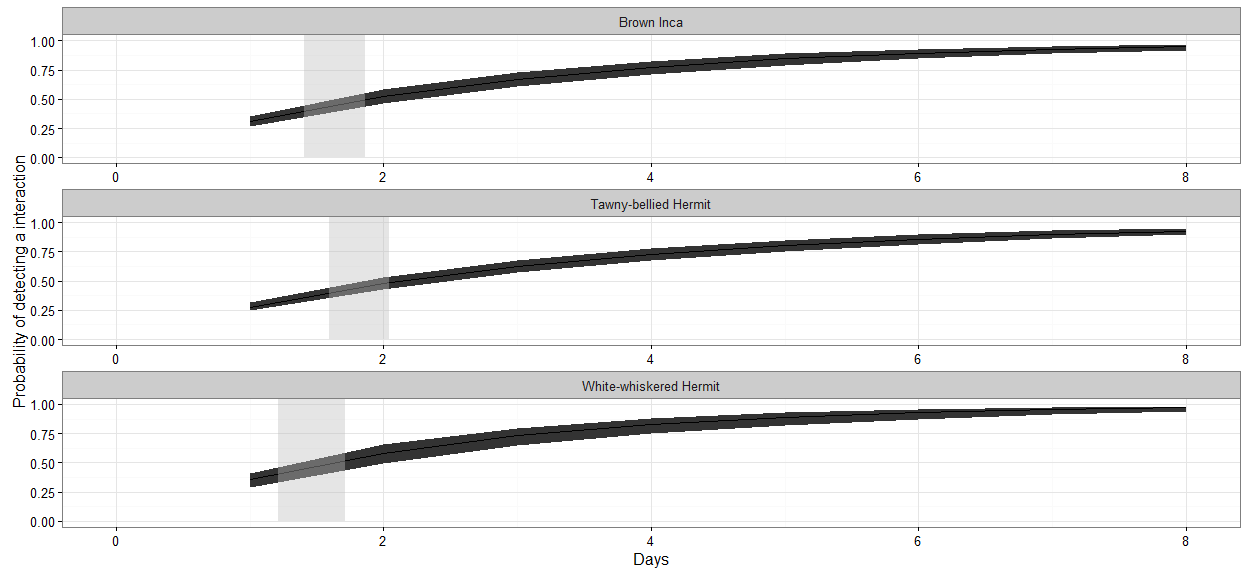 Probability of detecting a interaction
Brown Inca
1.00
0.75
0.50
0.25
0.00
0 2 4 6 8
Tawny-bellied Hermit
1.00
0.75
0.50
0.25
0.00
0 2 4 6 8
White-whiskered Hermit
1.00
0.75
0.50
0.25
0.00
0 2 4 6 8
Days